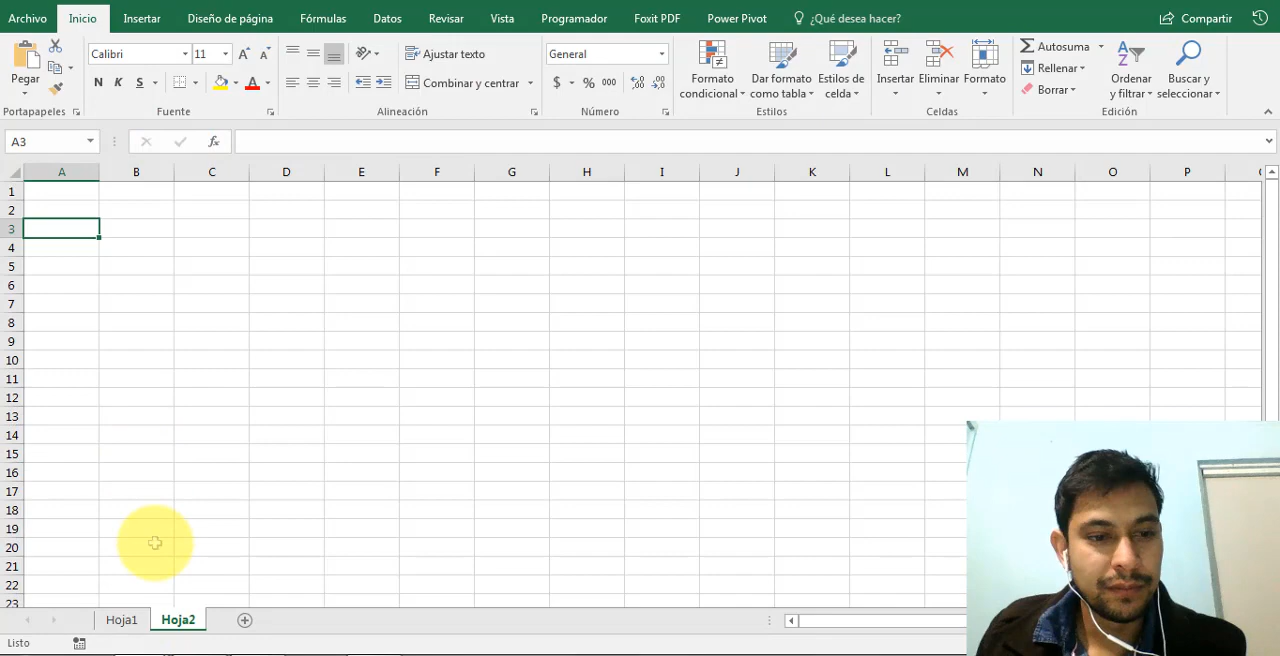 Archivo Inicio Insertar Diseño de página Fórmulas Datos Revisar Vista Programador Foxit PDF Power Pivot ¿Qué desea hacer? Compartir
Pegar
Calibri 11
N K S
Ajustar texto
Combinar y centrar
General
$ % 000
Formato condicional
Dar formato como tabla
Estilos de celda
Insertar Eliminar Formato
Autosuma
Rellenar
Borrar
Ordenar y filtrar
Buscar y seleccionar
Portapapeles Fuente Alineación Número Estilos Celdas Edición
A3 fx
A B C D E F G H I J K L M N O P
1
2
3
4
5
6
7
8
9
10
11
12
13
14
15
16
17
18
19
20
21
22
23
Hoja1 Hoja2
Listo